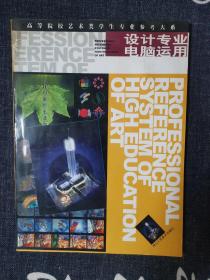 高等院校艺术类学生专业参考大系
设计专业
电脑运用
FESSION
ERENCE
TEM OF
PROFESSIONAL
REFERENCE
SYSTEM OF
HIGH EDUCATION
OF ART